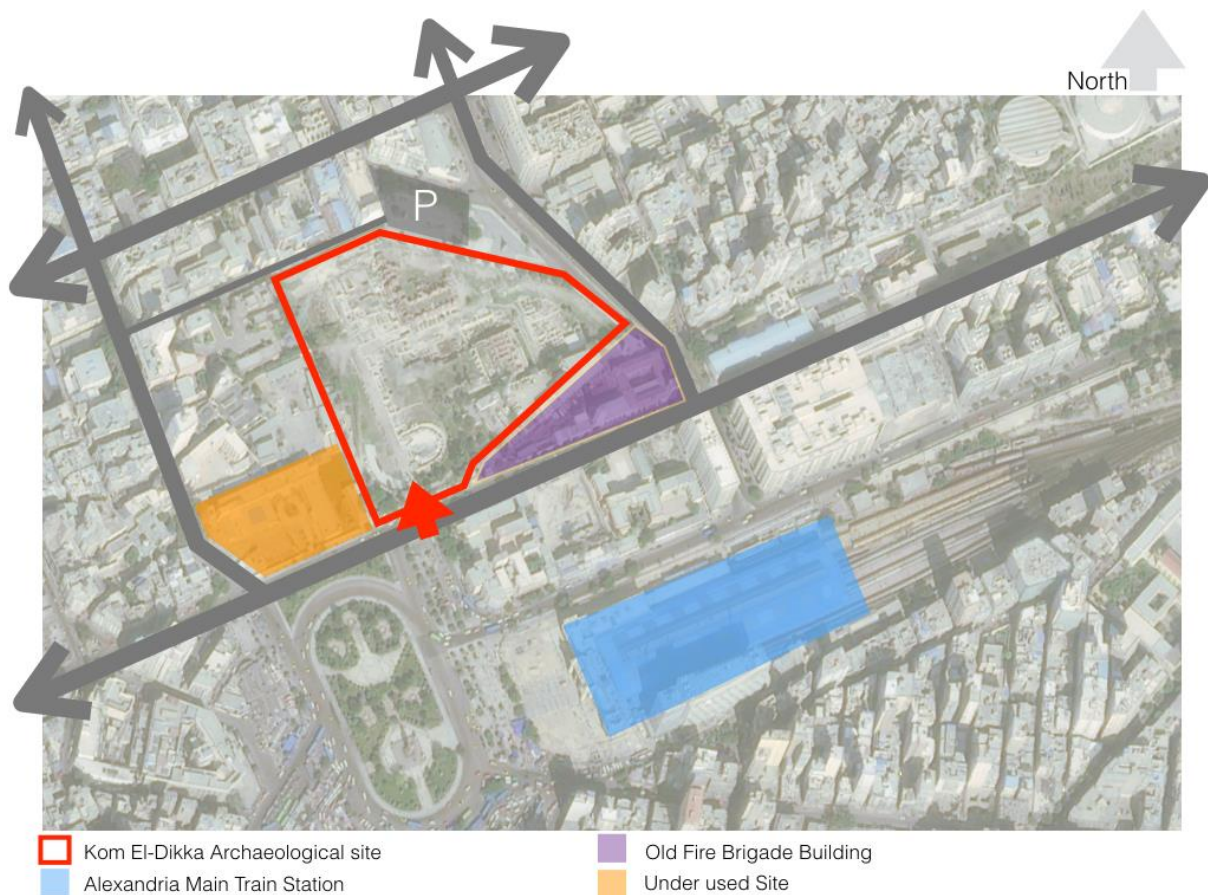 North
P
Kom El-Dikka Archaeological site
Old Fire Brigade Building
Alexandria Main Train Station
Under used Site